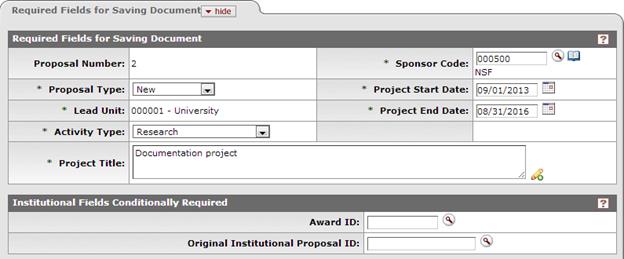 Required Fields for Saving Document ▼ hide
Required Fields for Saving Document ?
Proposal Number: 2 * Sponsor Code: 000500
NSF
* Proposal Type: New * Project Start Date: 09/01/2013
* Lead Unit: 000001 - University * Project End Date: 08/31/2016
* Activity Type: Research
* Project Title: Documentation project
Institutional Fields Conditionally Required ?
Award ID:
Original Institutional Proposal ID: